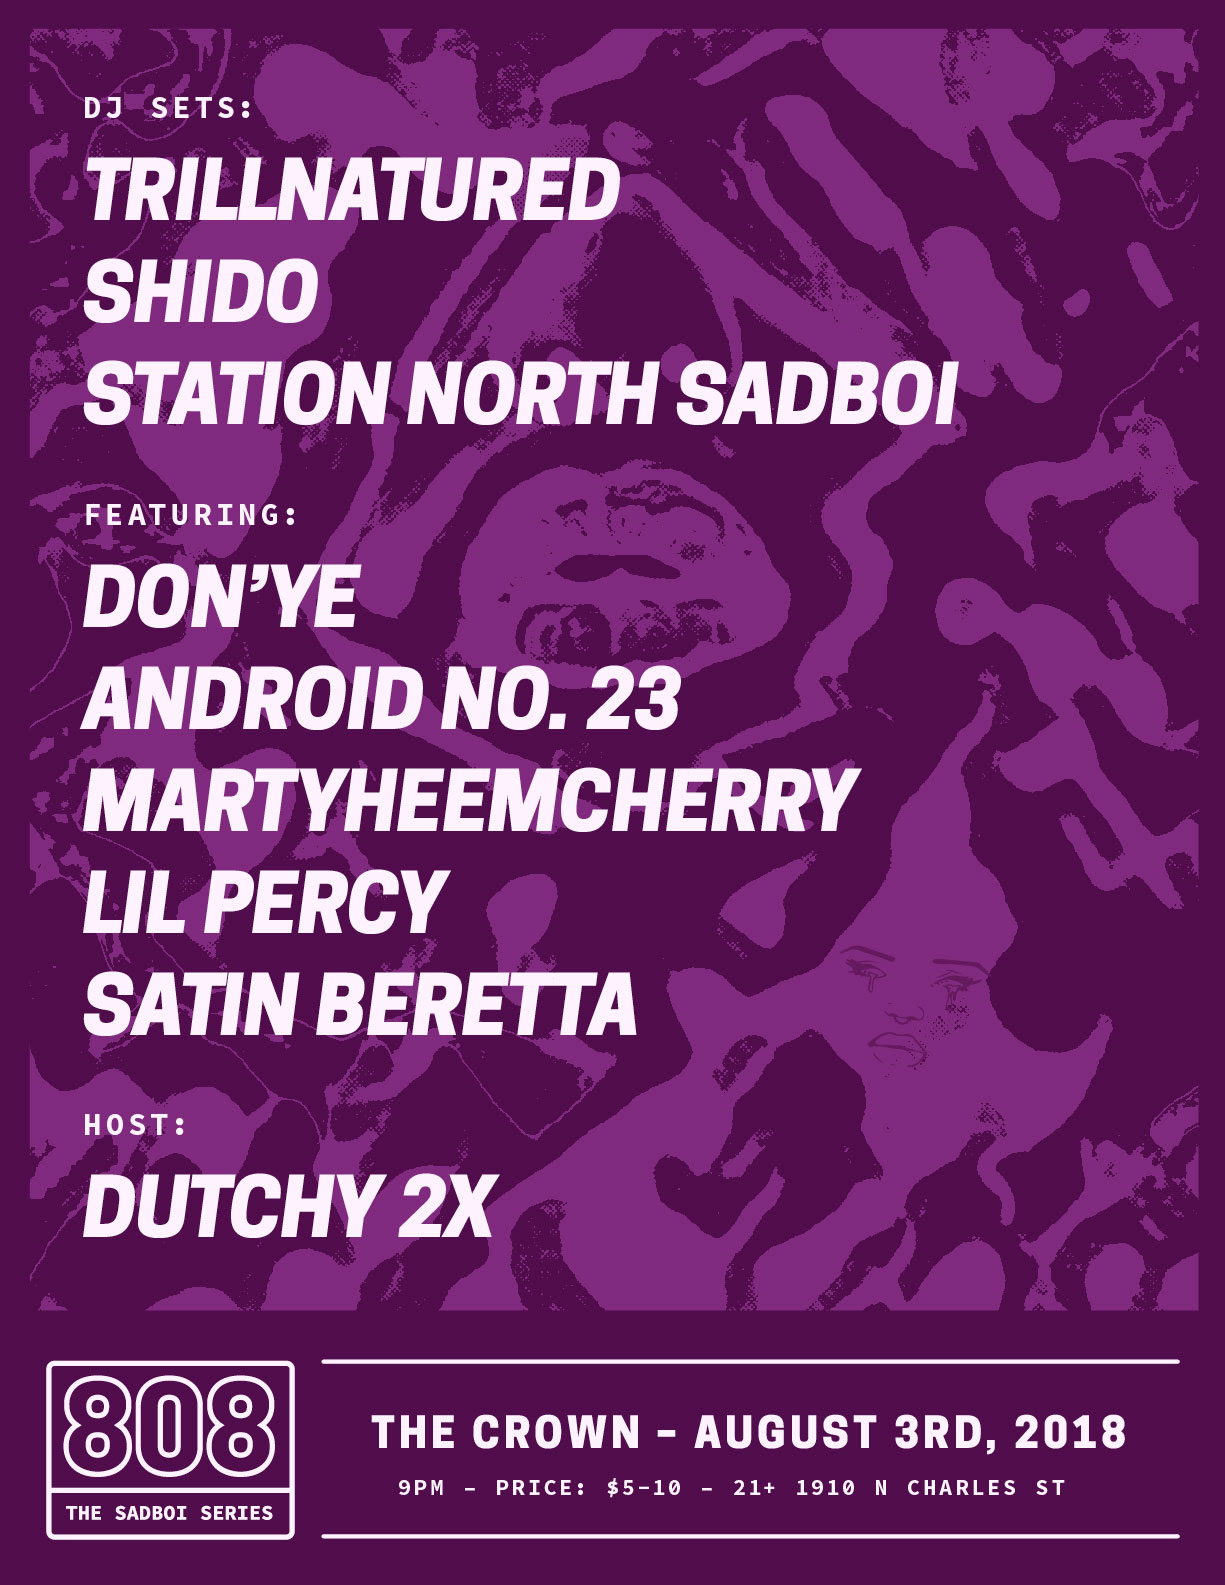 DJ SETS:
TRILLNATURED
SHIDO
STATION NORTH SADBOI
FEATURING:
DON’YE
ANDROID NO. 23
MARTYHEEMCHERRY
LIL PERCY
SATIN BERETTA
HOST:
DUTCHY 2X
808
THE SADBOI SERIES
THE CROWN – AUGUST 3RD, 2018
9PM – PRICE: $5-10 – 21+ 1910 N CHARLES ST